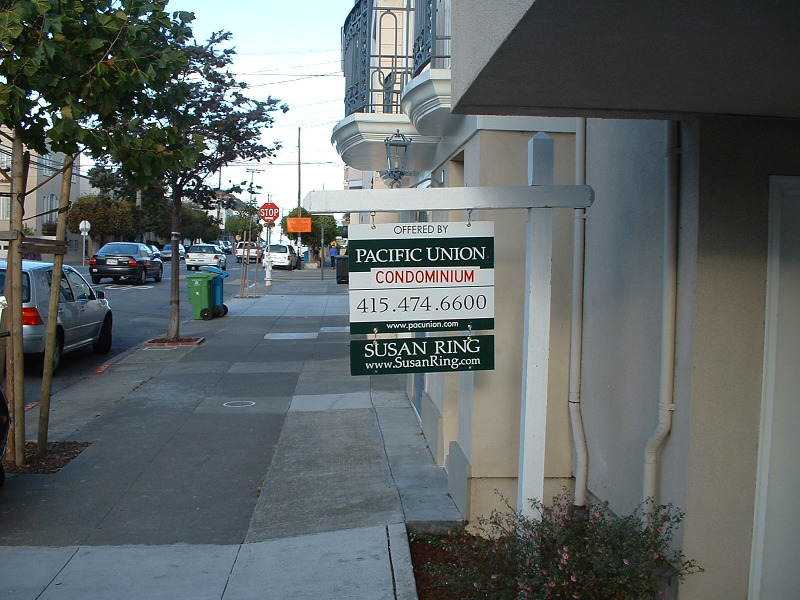 STOP
OFFERED BY
PACIFIC UNION
CONDOMINIUM
415.474.6600
www.pacunion.com
SUSAN RING
www.SusanRing.com